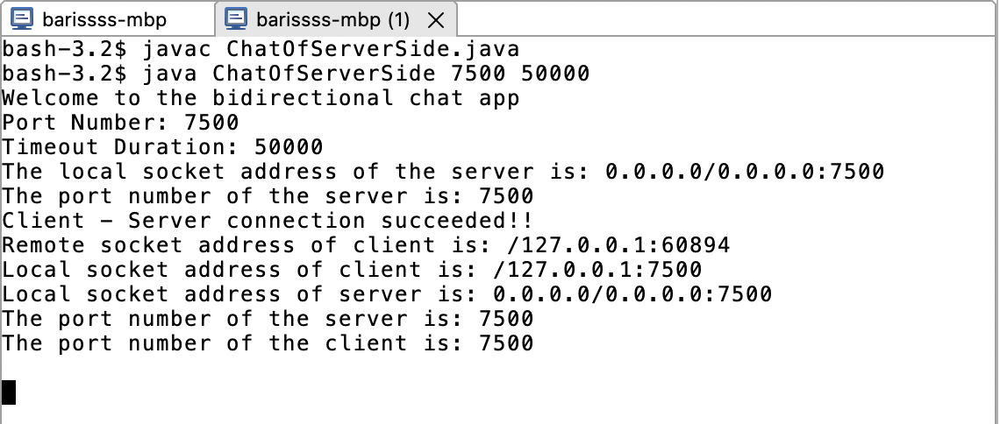 barissss-mbp
barissss-mbp (1)
bash-3.2$ javac ChatOfServerSide.java
bash-3.2$ java ChatOfServerSide 7500 50000
Welcome to the bidirectional chat app
Port Number: 7500
Timeout Duration: 50000
The local socket address of the server is: 0.0.0.0/0.0.0.0:7500
The port number of the server is: 7500
Client - Server connection succeeded!!
Remote socket address of client is: /127.0.0.1:60894
Local socket address of client is: /127.0.0.1:7500
Local socket address of server is: 0.0.0.0/0.0.0.0:7500
The port number of the server is: 7500
The port number of the client is: 7500